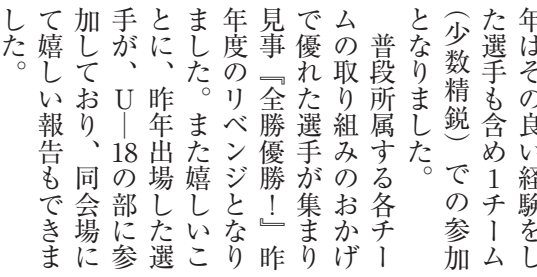 年はその良い経験をし
た選手も含め1チーム
(少数精鋭)での参加
となりました。
　普段所属する各チー
ムの取り組みのおかげ
で優れた選手が集まり
見事『全勝優勝！』昨
年度のリベンジとなり
ました。また嬉しいこ
とに、昨年出場した選
手が、U―18の部に参
加しており、同会場に
て嬉しい報告もできま
した。